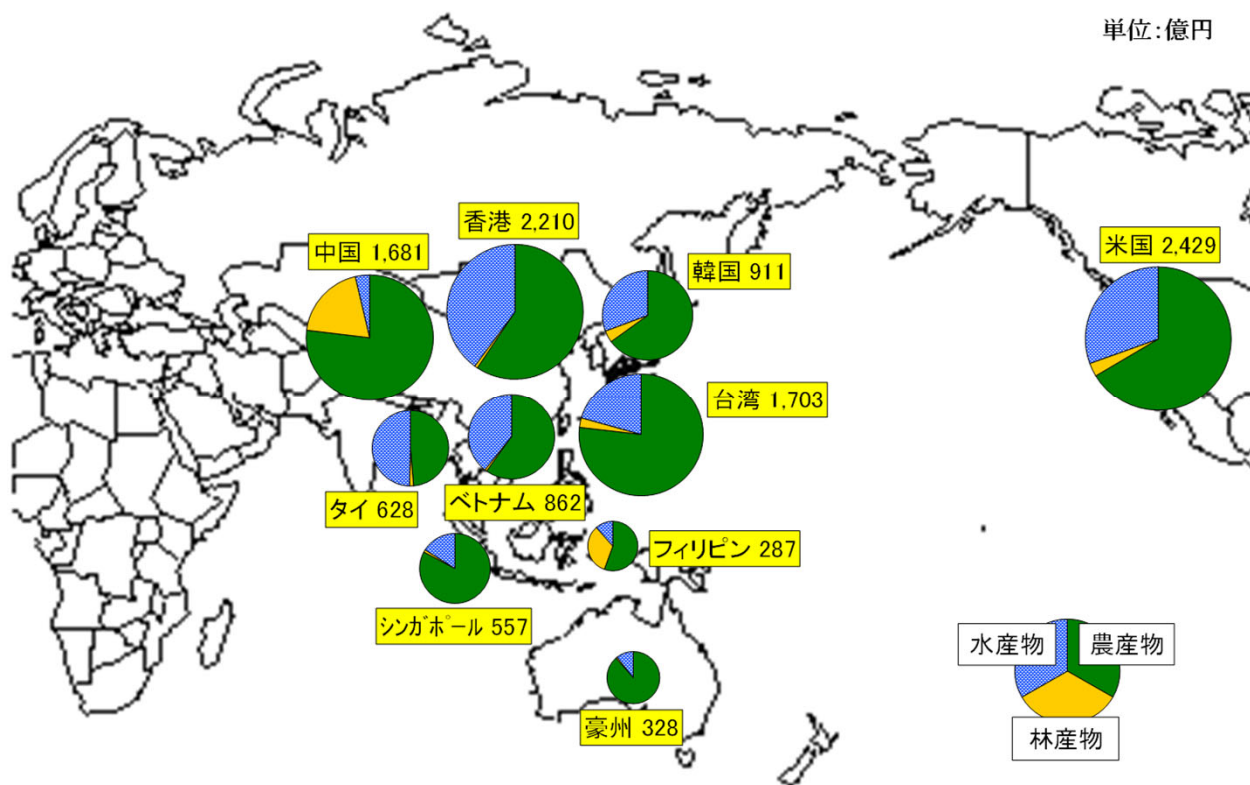 単位：億円
香港 2,210
中国 1,681
韓国 911
米国 2,429
台湾 1,703
タイ 628
ベトナム 862
フィリピン 287
ｼﾝｶﾞﾎﾟｰﾙ 557
豪州 328
水産物
農産物
林産物